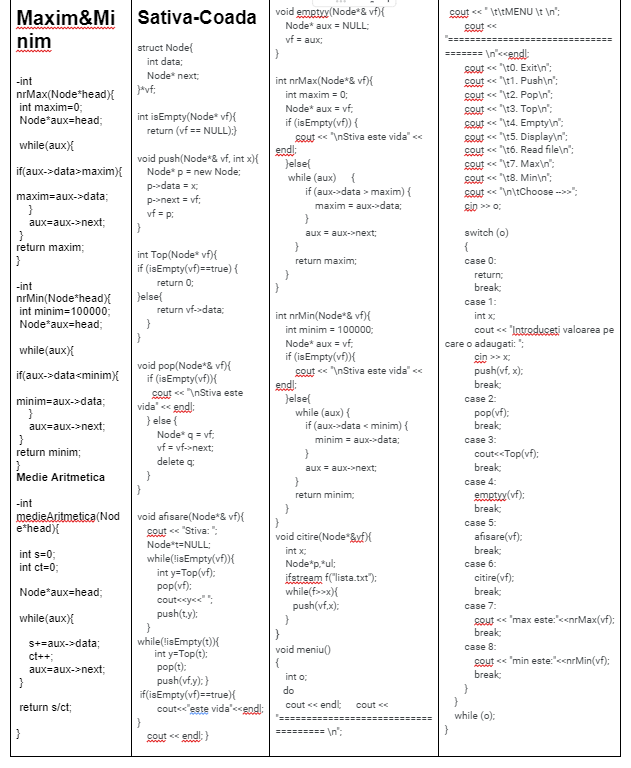 Maxim&Mi
nim
-int
nrMax(Node*head){
int maxim=0;
Node*aux=head;
while(aux){
if(aux->data>maxim){
maxim=aux->data;
}
aux=aux->next;
}
return maxim;
}
-int
nrMin(Node*head){
int minim=100000;
Node*aux=head;
while(aux){
if(aux->data<minim){
minim=aux->data;
}
aux=aux->next;
}
return minim;
}
Medie Aritmetica
-int
medieAritmetica(Nod
e*head){
int s=0;
int ct=0;
Node*aux=head;
while(aux){
s+=aux->data;
ct++;
aux=aux->next;
}
return s/ct;
}
Sativa-Coada
struct Node{
int data;
Node* next;
}*vf;
int isEmpty(Node* vf){
return (vf == NULL);}
void push(Node*& vf, int x){
Node* p = new Node;
p->data = x;
p->next = vf;
vf = p;
}
int Top(Node* vf){
if (isEmpty(vf)==true) {
return 0;
}else{
return vf->data;
}
}
void pop(Node*& vf){
if (isEmpty(vf)){
cout << "\nStiva este
vida" << endl;
} else {
Node* q = vf;
vf = vf->next;
delete q;
}
}
void afisare(Node*& vf){
cout << "Stiva: ";
Node*t=NULL;
while(!isEmpty(vf)){
int y=Top(vf);
pop(vf);
cout<<y<<" ";
push(t,y);
}
while(!isEmpty(t)){
int y=Top(t);
pop(t);
push(vf,y); }
if(isEmpty(vf)==true){
cout<<"este vida"<<endl;
}
cout << endl; }
void emptyy(Node*& vf){
Node* aux = NULL;
vf = aux;
}
int nrMax(Node*& vf){
int maxim = 0;
Node* aux = vf;
if (isEmpty(vf)) {
cout << "\nStiva este vida" <<
endl;
}else{
while (aux) {
if (aux->data > maxim) {
maxim = aux->data;
}
aux = aux->next;
}
return maxim;
}
}
int nrMin(Node*& vf){
int minim = 100000;
Node* aux = vf;
if (isEmpty(vf)){
cout << "\nStiva este vida" <<
endl;
}else{
while (aux) {
if (aux->data < minim) {
minim = aux->data;
}
aux = aux->next;
}
return minim;
}
}
void citire(Node*&vf){
int x;
Node*p,*ul;
ifstream f("lista.txt");
while(f>>x){
push(vf,x);
}
}
void meniu()
{
int o;
do
cout << endl; cout <<
"============================
========= \n";
cout << " \t\tMENU \t \n";
cout <<
"==============================
======= \n"<<endl;
cout << "\t0. Exit\n";
cout << "\t1. Push\n";
cout << "\t2. Pop\n";
cout << "\t3. Top\n";
cout << "\t4. Empty\n";
cout << "\t5. Display\n";
cout << "\t6. Read file\n";
cout << "\t7. Max\n";
cout << "\t8. Min\n";
cout << "\n\tChoose -->>";
cin >> o;
switch (o)
{
case 0:
return;
break;
case 1:
int x;
cout << "Introduceti valoarea pe
care o adaugati: ";
cin >> x;
push(vf, x);
break;
case 2:
pop(vf);
break;
case 3:
cout<<Top(vf);
break;
case 4:
emptyy(vf);
break;
case 5:
afisare(vf);
break;
case 6:
citire(vf);
break;
case 7:
cout << "max este:"<<nrMax(vf);
break;
case 8:
cout << "min este:"<<nrMin(vf);
break;
}
}
while (o);
}